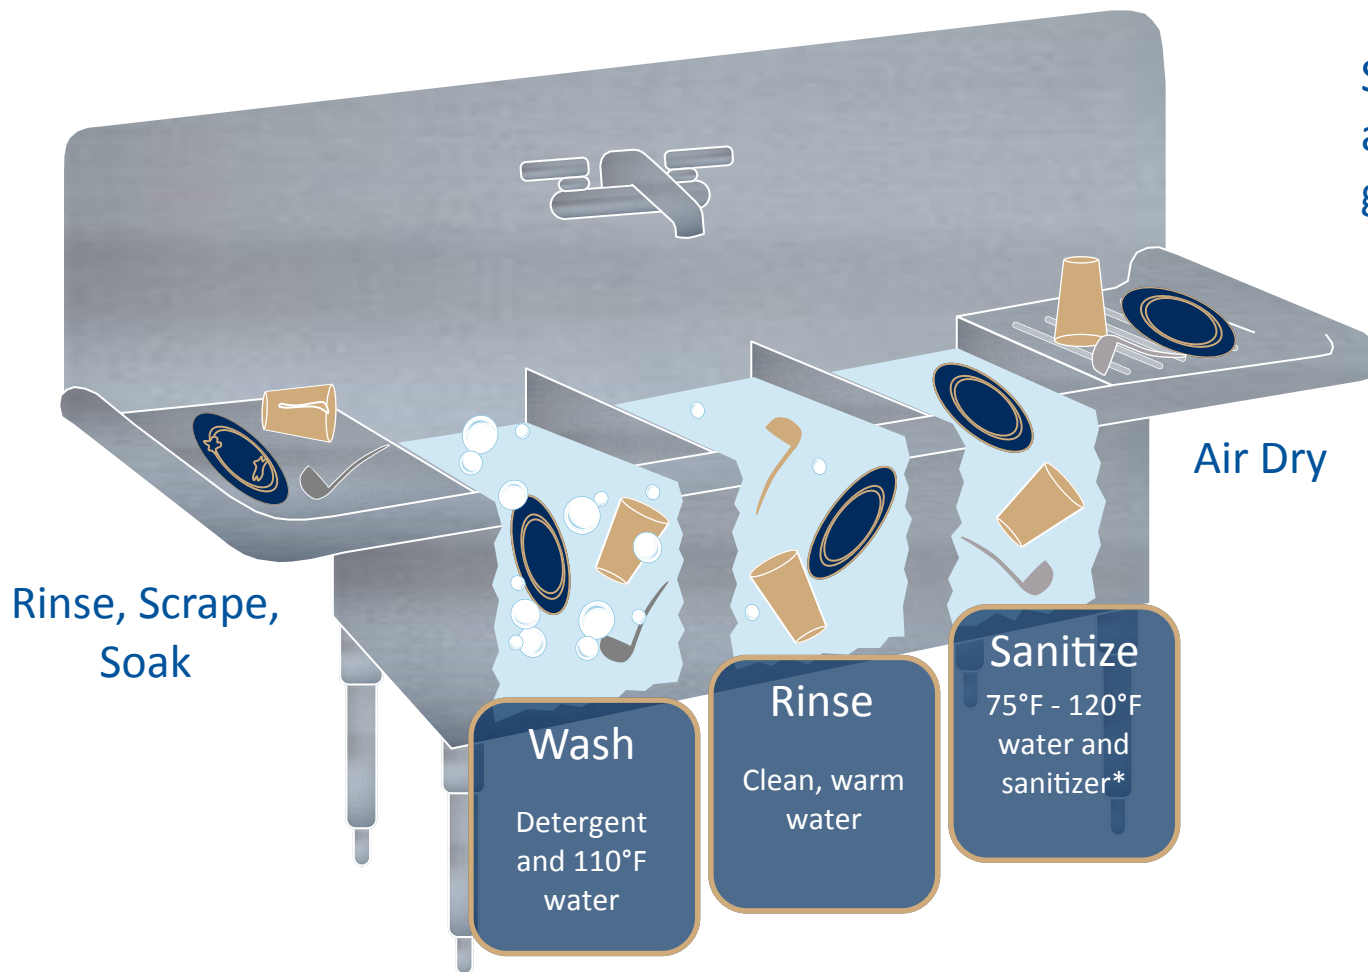 Rinse, Scrape,
Soak
Wash
Detergent
and 110°F
water
Rinse
Clean, warm
water
Sanitize
75°F - 120°F
water and
sanitizer*
Air Dry